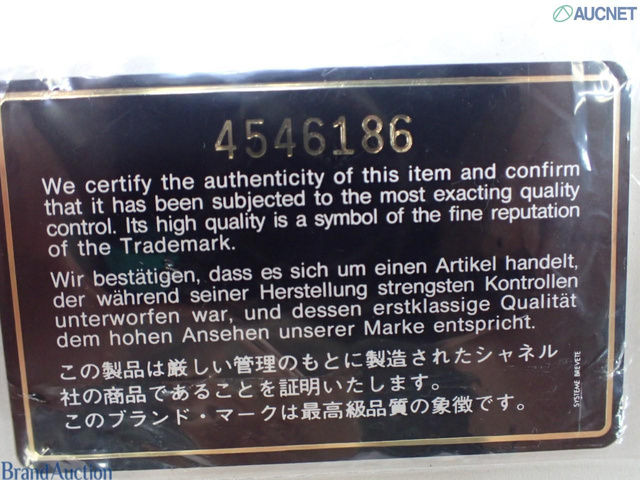 AUCNET
4546186
We certify the authenticity of this item and confirm
that it has been subjected to the most exacting quality
control. Its high quality is a symbol of the fine reputation
of the Trademark.
Wir bestätigen, dass es sich um einen Artikel handelt,
der während seiner Herstellung strengsten Kontrollen
unterworfen war, und dessen erstklassige Qualität
dem hohen Ansehen unserer Marke entspricht.
この製品は厳しい管理のもとに製造されたシャネル
社の商品であることを証明いたします。
このブランド・マークは最高級品質の象徴です。
SYSTEME BREVETE
BrandAuction